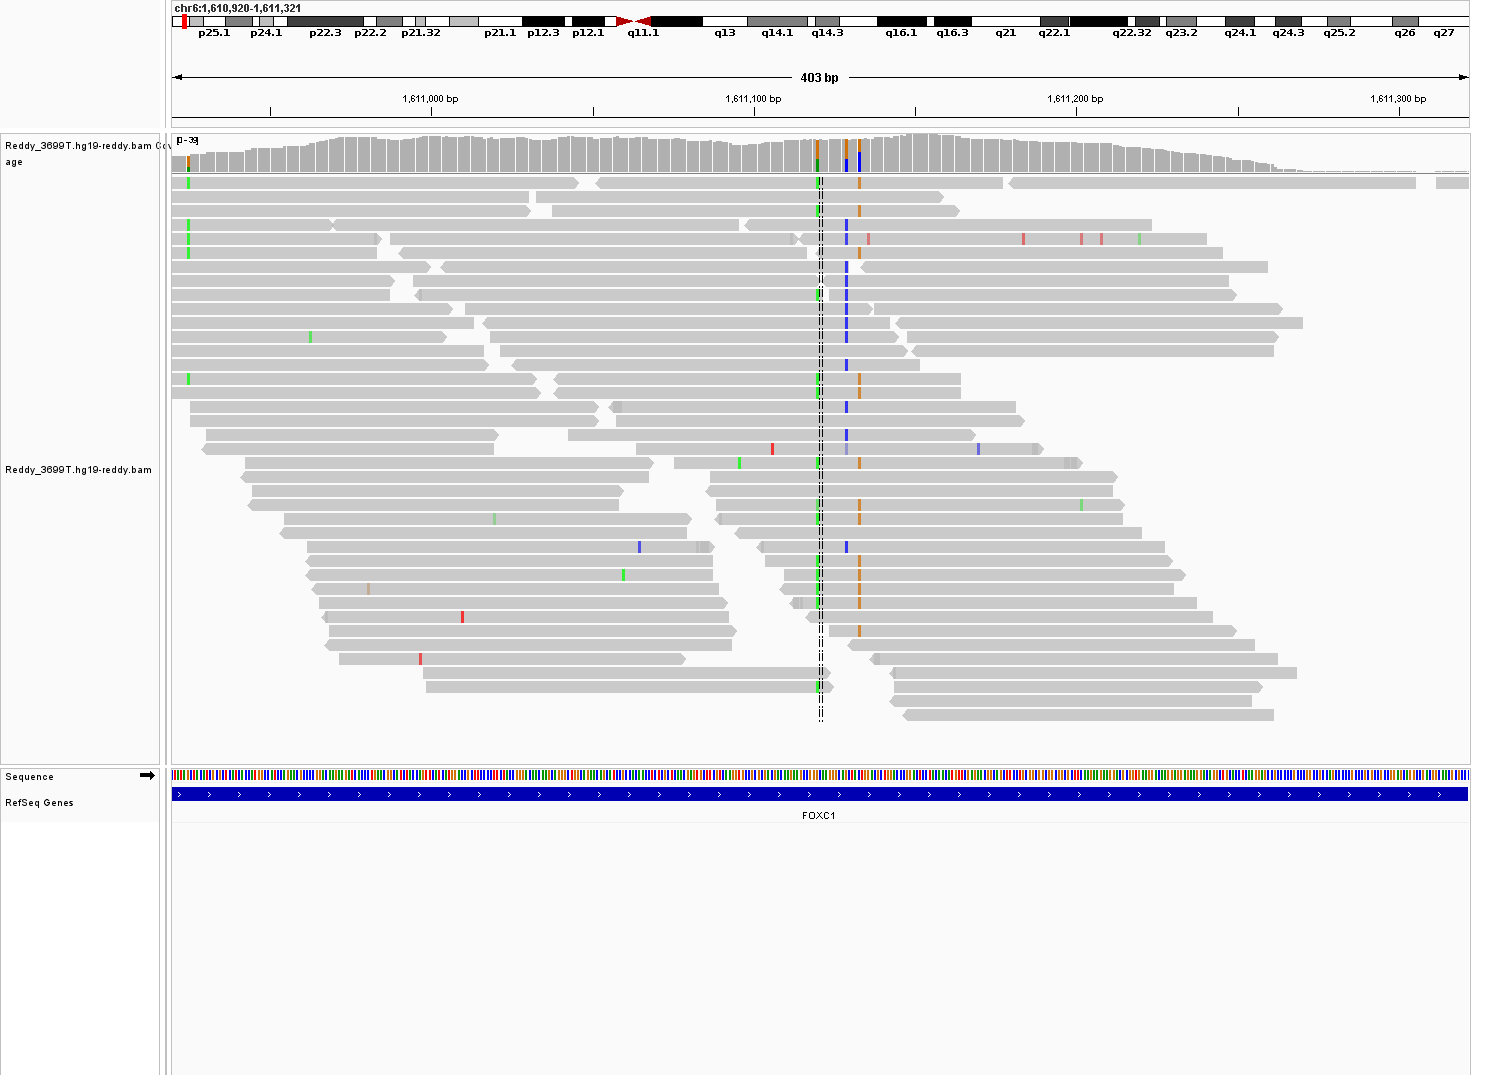 chr6:1,610,920-1,611,321
p25.1 p24.1 p22.3 p22.2 p21.32 p21.1 p12.3 p12.1 q11.1 q13 q14.1 q14.3 q16.1 q16.3 q21 q22.1 q22.32 q23.2 q24.1 q24.3 q25.2 q26 q27
403 bp
1,611,000 bp 1,611,100 bp 1,611,200 bp 1,611,300 bp
Reddy_3699T.hg19-reddy.bam Cov
age
[0-39]
Reddy_3699T.hg19-reddy.bam
Sequence
RefSeq Genes
FOXC1